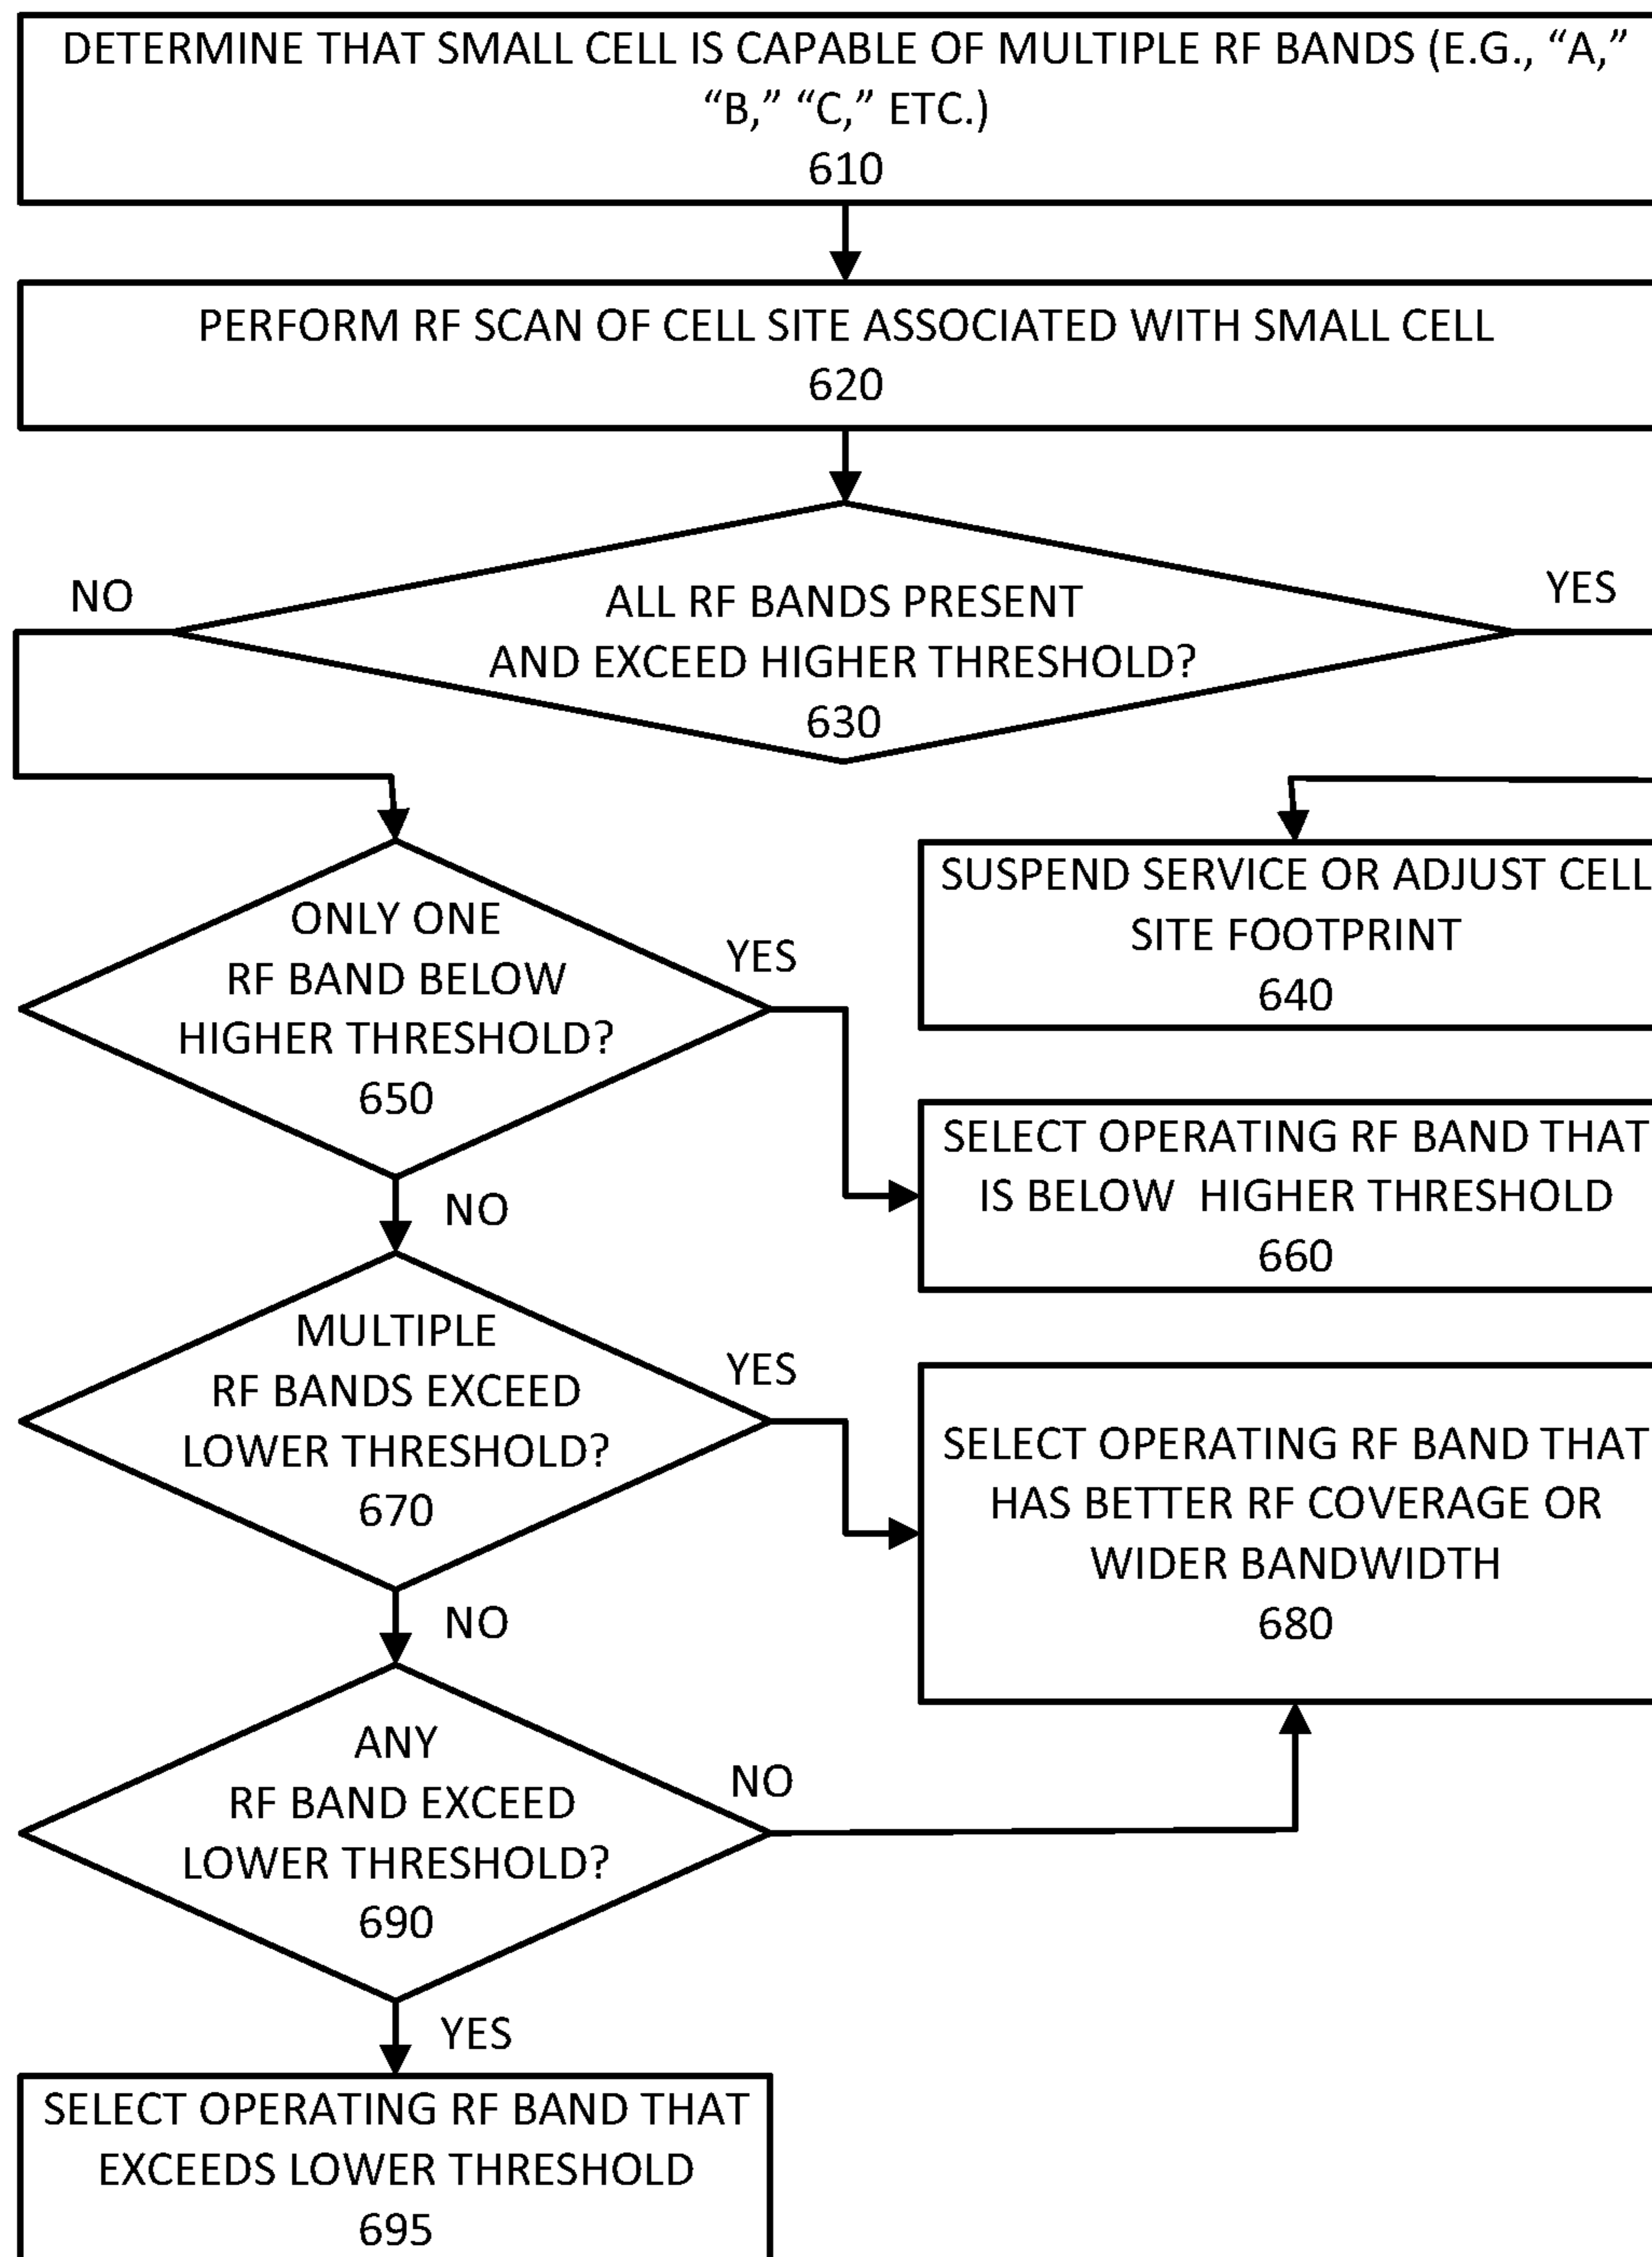 DETERMINE THAT SMALL CELL IS CAPABLE OF MULTIPLE RF BANDS (E.G., “A,”
“B,” “C,” ETC.)
610
PERFORM RF SCAN OF CELL SITE ASSOCIATED WITH SMALL CELL
620
NO
YES
ALL RF BANDS PRESENT
AND EXCEED HIGHER THRESHOLD?
630
ONLY ONE
RF BAND BELOW
HIGHER THRESHOLD?
650
YES
SUSPEND SERVICE OR ADJUST CELL
SITE FOOTPRINT
640
SELECT OPERATING RF BAND THAT
IS BELOW HIGHER THRESHOLD
660
NO
MULTIPLE
RF BANDS EXCEED
LOWER THRESHOLD?
670
YES
SELECT OPERATING RF BAND THAT
HAS BETTER RF COVERAGE OR
WIDER BANDWIDTH
680
NO
ANY
RF BAND EXCEED
LOWER THRESHOLD?
690
NO
YES
SELECT OPERATING RF BAND THAT
EXCEEDS LOWER THRESHOLD
695